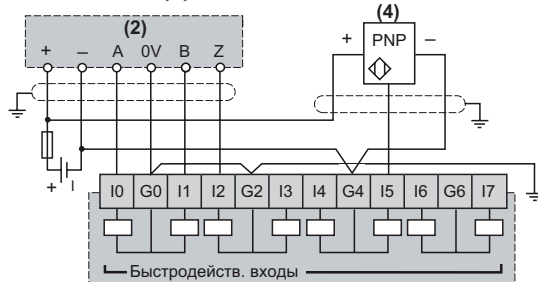 (2)
(4)
+ – A 0V B Z
+ PNP –
+ –
I0 G0 I1 I2 G2 I3 I4 G4 I5 I6 G6 I7
Быстродейств. входы